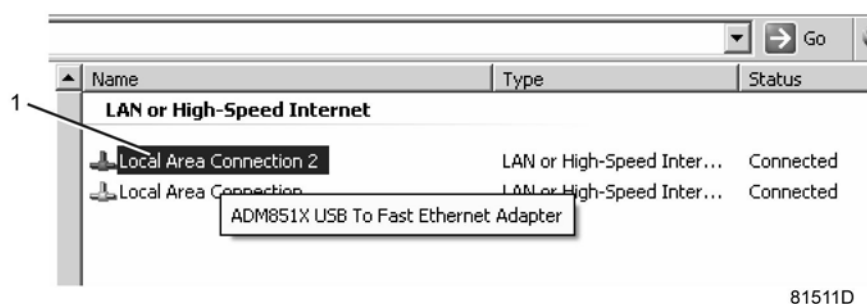 Go
Name Type Status
1
LAN or High-Speed Internet
Local Area Connection 2 LAN or High-Speed Inter... Connected
Local Area Connection LAN or High-Speed Inter... Connected
ADM851X USB To Fast Ethernet Adapter
81511D